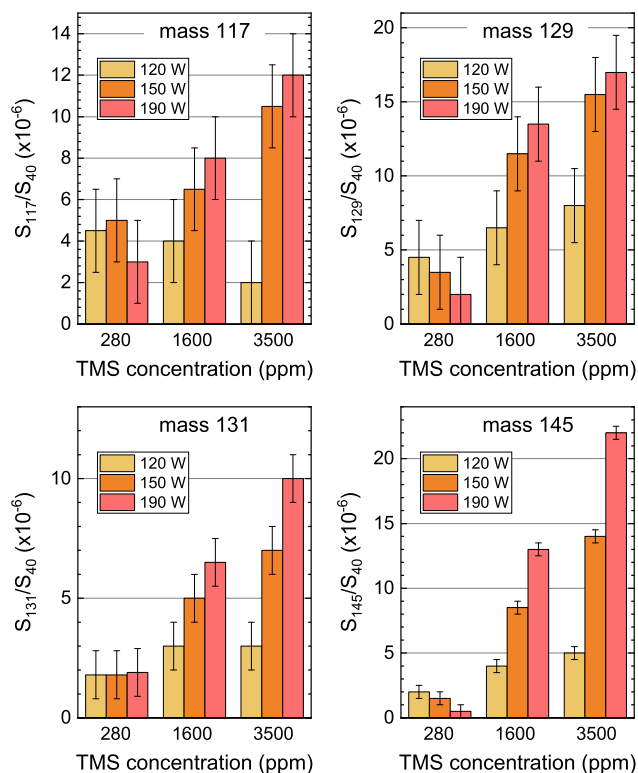 mass 117
14
12
10
8
6
4
2
0
S117/S40 (x10-6)
120 W
150 W
190 W
280 1600 3500
TMS concentration (ppm)
mass 129
20
15
10
5
0
S129/S40 (x10-6)
120 W
150 W
190 W
280 1600 3500
TMS concentration (ppm)
mass 131
10
5
0
S131/S40 (x10-6)
120 W
150 W
190 W
280 1600 3500
TMS concentration (ppm)
mass 145
20
15
10
5
0
S145/S40 (x10-6)
120 W
150 W
190 W
280 1600 3500
TMS concentration (ppm)